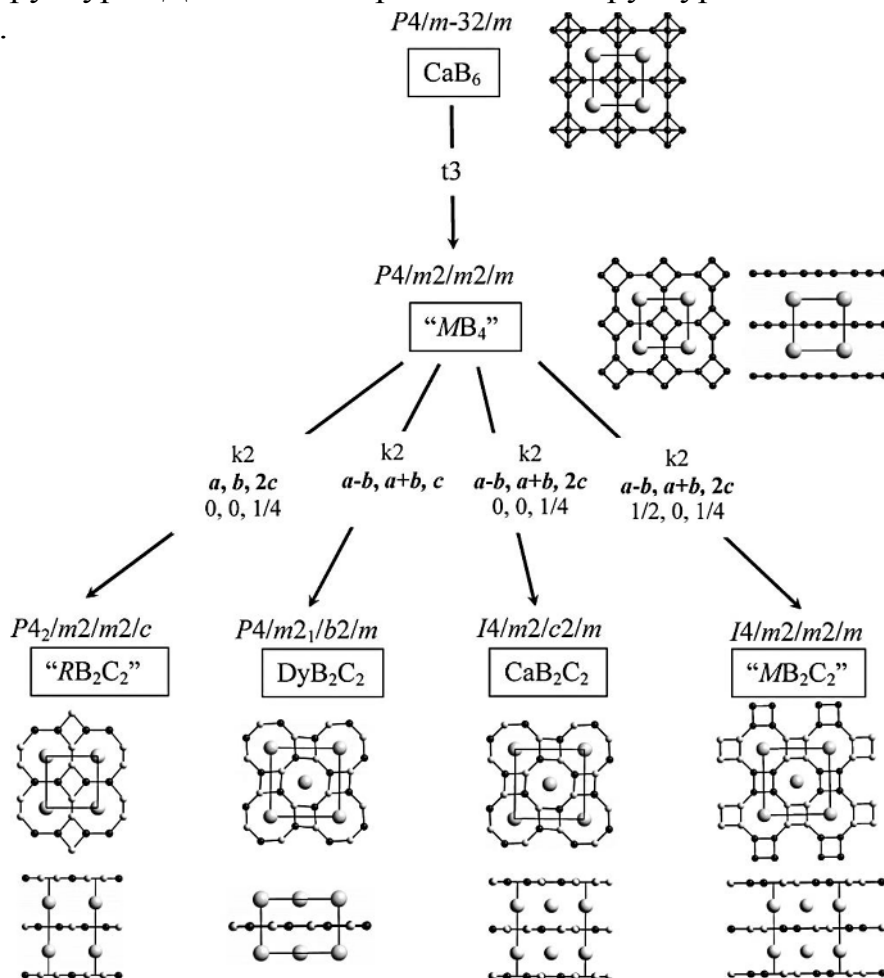 P4/m-32/m
.
CaB₆
t3
P4/m2/m2/m
“MB₄”
k2
a, b, 2c
0, 0, 1/4
k2
a-b, a+b, c
k2
a-b, a+b, 2c
0, 0, 1/4
k2
a-b, a+b, 2c
1/2, 0, 1/4
P4₂/m2/m2/c
“RB₂C₂”
P4/m2₁/b2/m
DyB₂C₂
I4/m2/c2/m
CaB₂C₂
I4/m2/m2/m
“MB₂C₂”